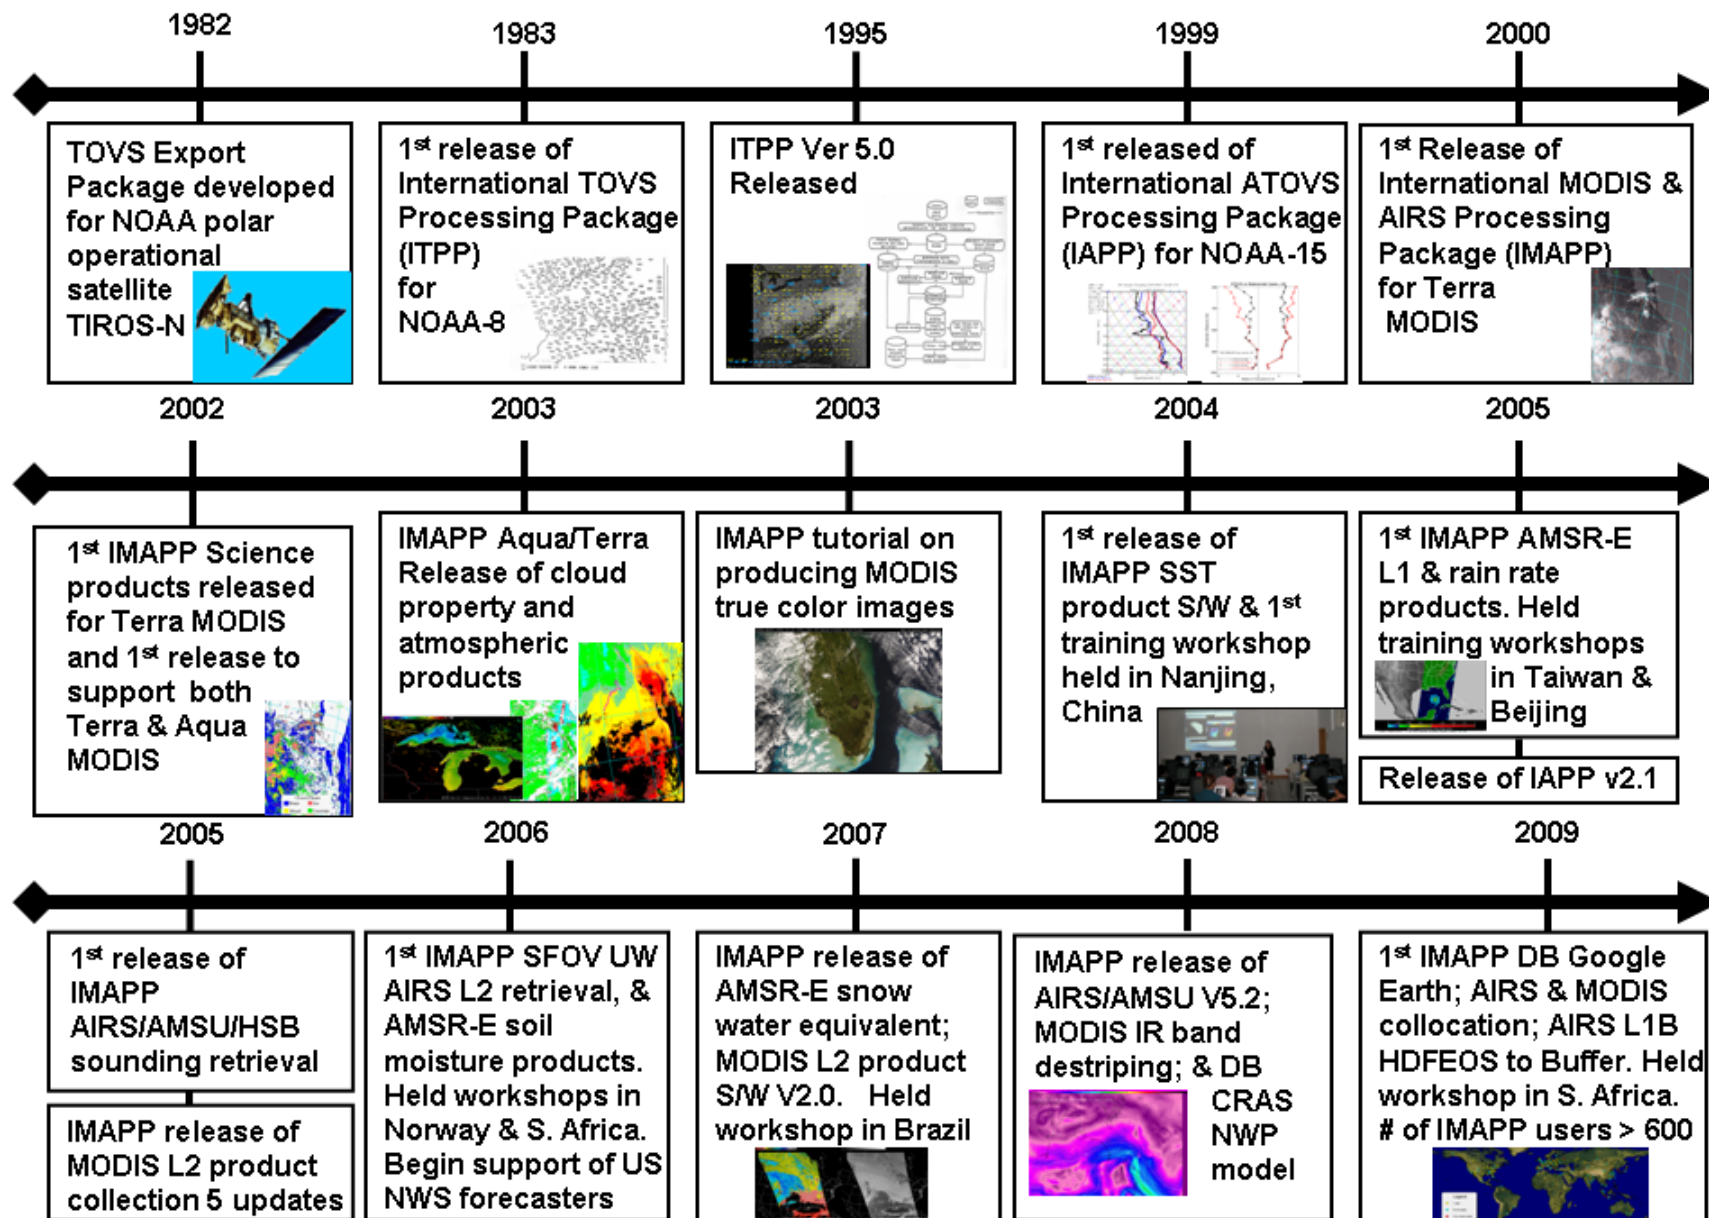 1982
1983
1995
1999
2000
TOVS Export
Package developed
for NOAA polar
operational
satellite
TIROS-N
1st release of
International TOVS
Processing Package
(ITPP)
for
NOAA-8
ITPP Ver 5.0
Released
1st released of
International ATOVS
Processing Package
(IAPP) for NOAA-15
1st Release of
International MODIS &
AIRS Processing
Package (IMAPP)
for Terra
MODIS
2002
2003
2003
2004
2005
1st IMAPP Science
products released
for Terra MODIS
and 1st release to
support both
Terra & Aqua
MODIS
IMAPP Aqua/Terra
Release of cloud
property and
atmospheric
products
IMAPP tutorial on
producing MODIS
true color images
1st release of
IMAPP SST
product S/W & 1st
training workshop
held in Nanjing,
China
1st IMAPP AMSR-E
L1 & rain rate
products. Held
training workshops
in Taiwan &
Beijing
Release of IAPP v2.1
2005
2006
2007
2008
2009
1st release of
IMAPP
AIRS/AMSU/HSB
sounding retrieval
IMAPP release of
MODIS L2 product
collection 5 updates
1st IMAPP SFOV UW
AIRS L2 retrieval, &
AMSR-E soil
moisture products.
Held workshops in
Norway & S. Africa.
Begin support of US
NWS forecasters
IMAPP release of
AMSR-E snow
water equivalent;
MODIS L2 product
S/W V2.0. Held
workshop in Brazil
IMAPP release of
AIRS/AMSU V5.2;
MODIS IR band
destriping; & DB
CRAS
NWP
model
1st IMAPP DB Google
Earth; AIRS & MODIS
collocation; AIRS L1B
HDFEOS to Buffer. Held
workshop in S. Africa.
# of IMAPP users > 600